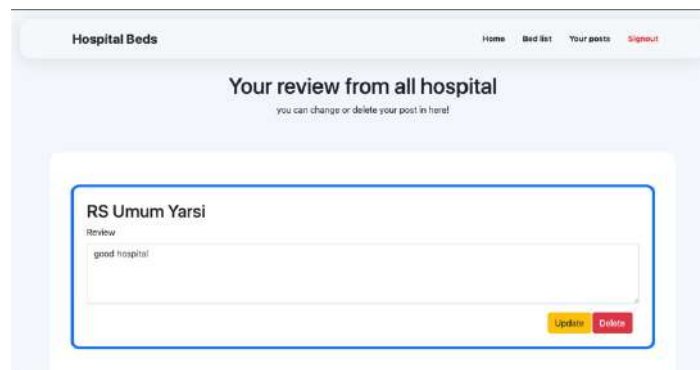 Hospital Beds Home Bed list Your posts Signout
Your review from all hospital
you can change or delete your post in here!
RS Umum Yarsi
Review
good hospital
Update Delete